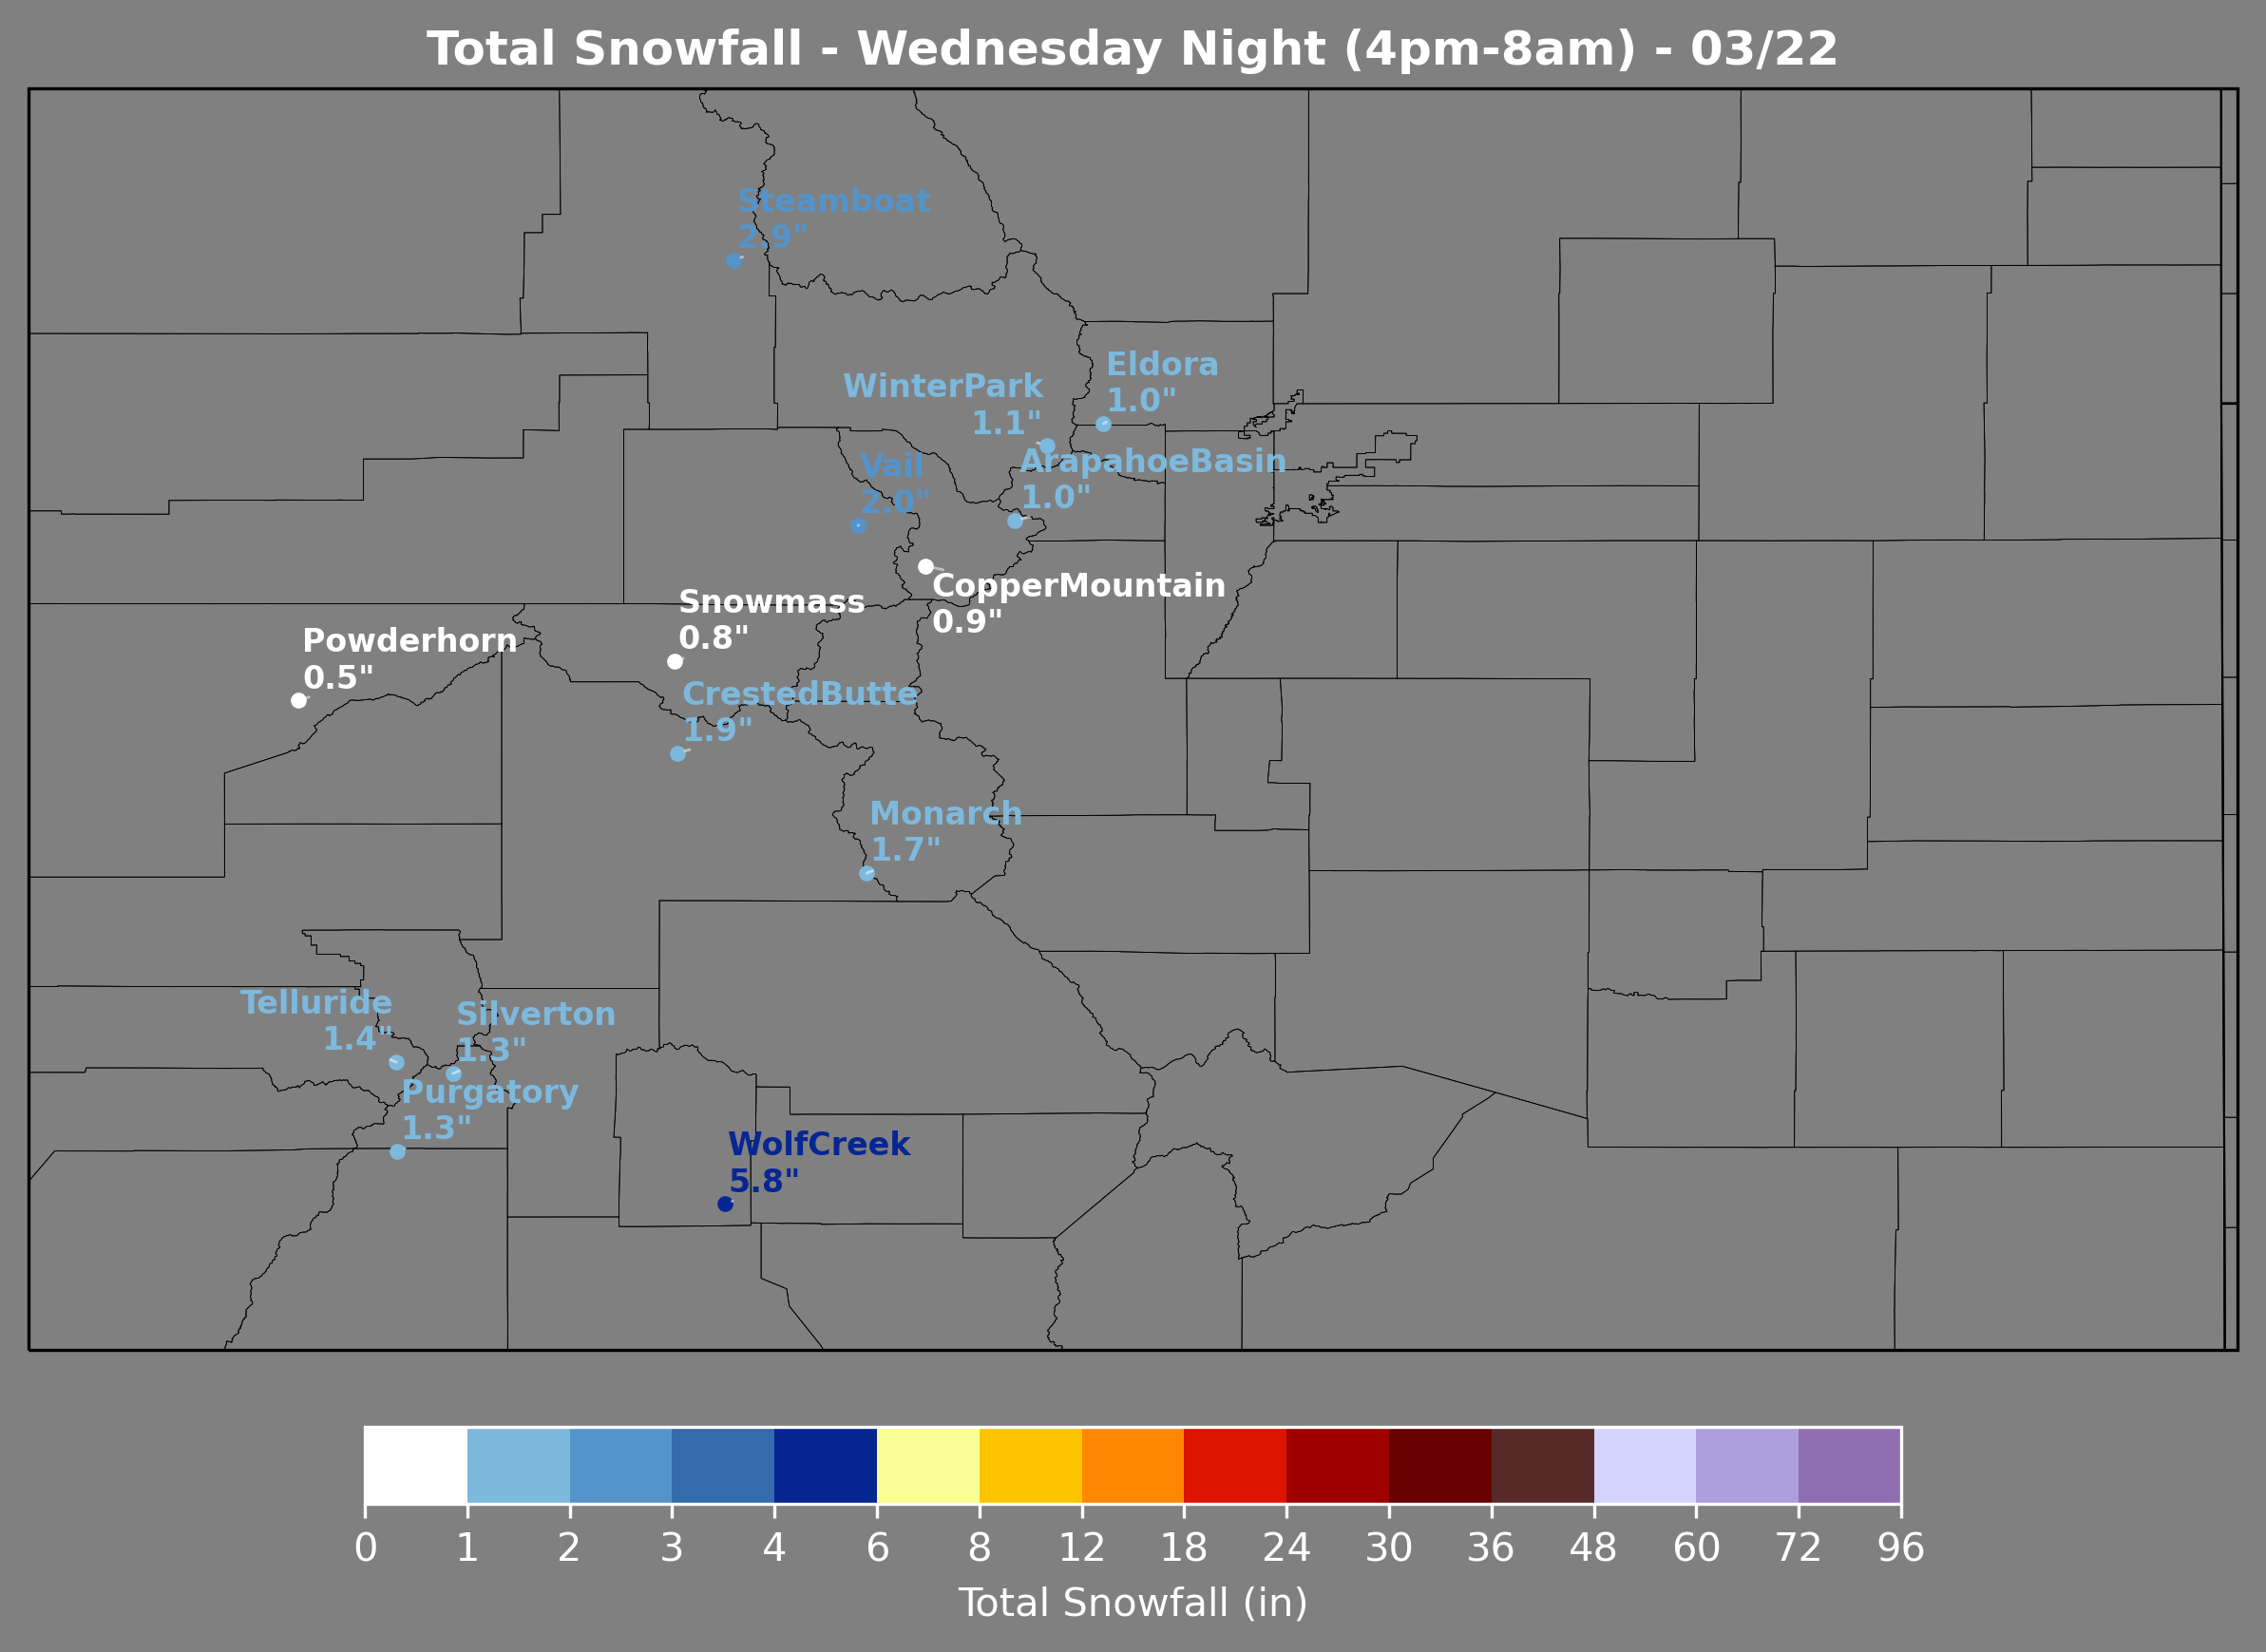 Total Snowfall - Wednesday Night (4pm-8am) - 03/22
Steamboat
2.9"
Eldora
1.0"
WinterPark
1.1"
Vail
2.0"
ArapahoeBasin
1.0"
CopperMountain
0.9"
Snowmass
0.8"
Powderhorn
0.5"
CrestedButte
1.9"
Monarch
1.7"
Telluride
1.4"
Silverton
1.3"
Purgatory
1.3"
WolfCreek
5.8"
0 1 2 3 4 6 8 12 18 24 30 36 48 60 72 96
Total Snowfall (in)